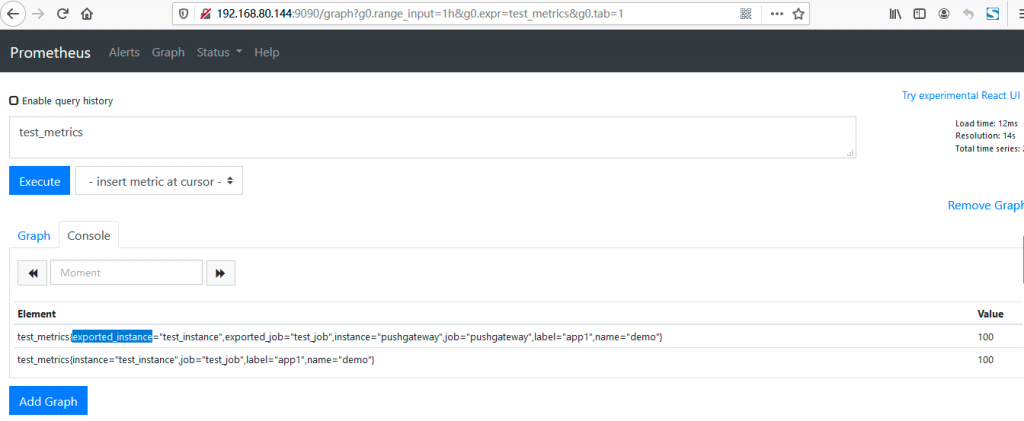 192.168.80.144:9090/graph?g0.range_input=1h&g0.expr=test_metrics&g0.tab=1
Prometheus Alerts Graph Status Help
Enable query history
Try experimental React UI
test_metrics
Load time: 12ms
Resolution: 14s
Total time series: 2
Execute - insert metric at cursor -
Remove Graph
Graph Console
Moment
Element Value
test_metrics{exported_instance="test_instance",exported_job="test_job",instance="pushgateway",job="pushgateway",label="app1",name="demo"} 100
test_metrics{instance="test_instance",job="test_job",label="app1",name="demo"} 100
Add Graph